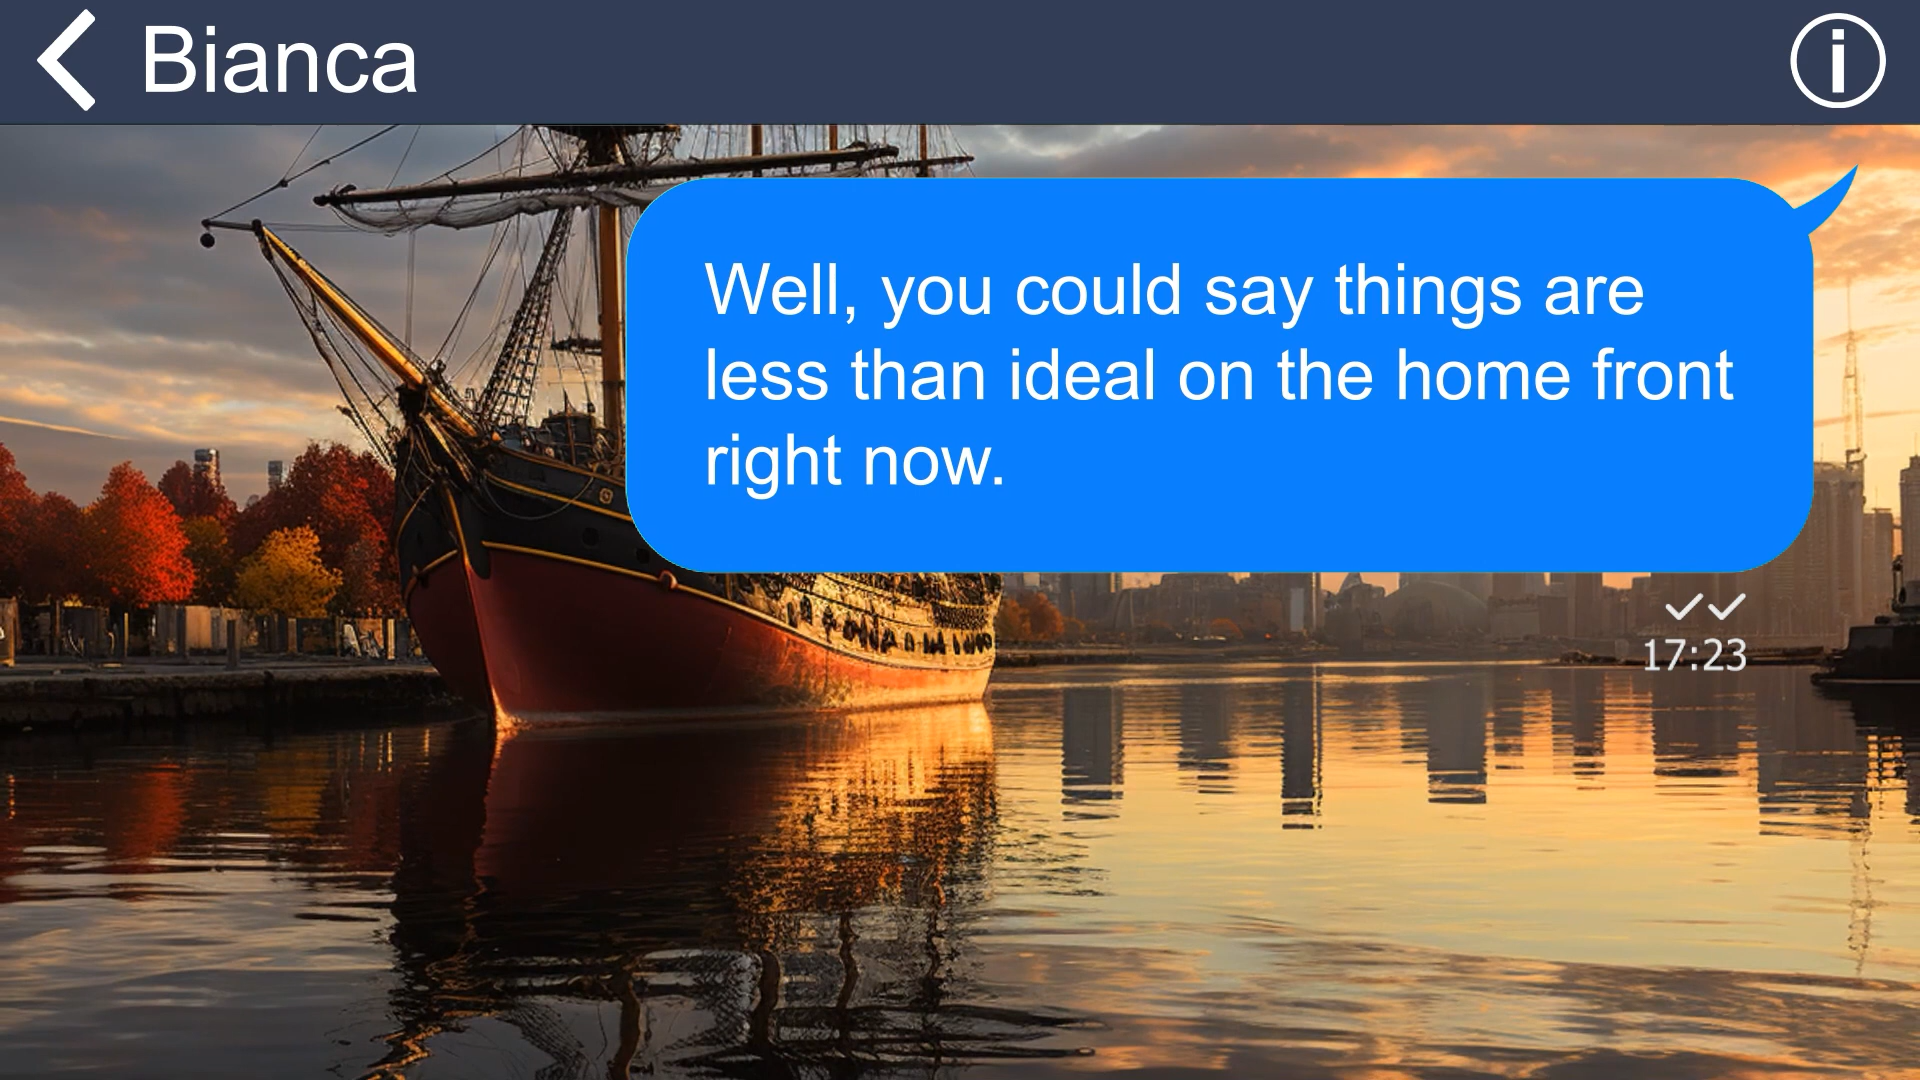 Bianca
Well, you could say things are
less than ideal on the home front
right now.
17:23